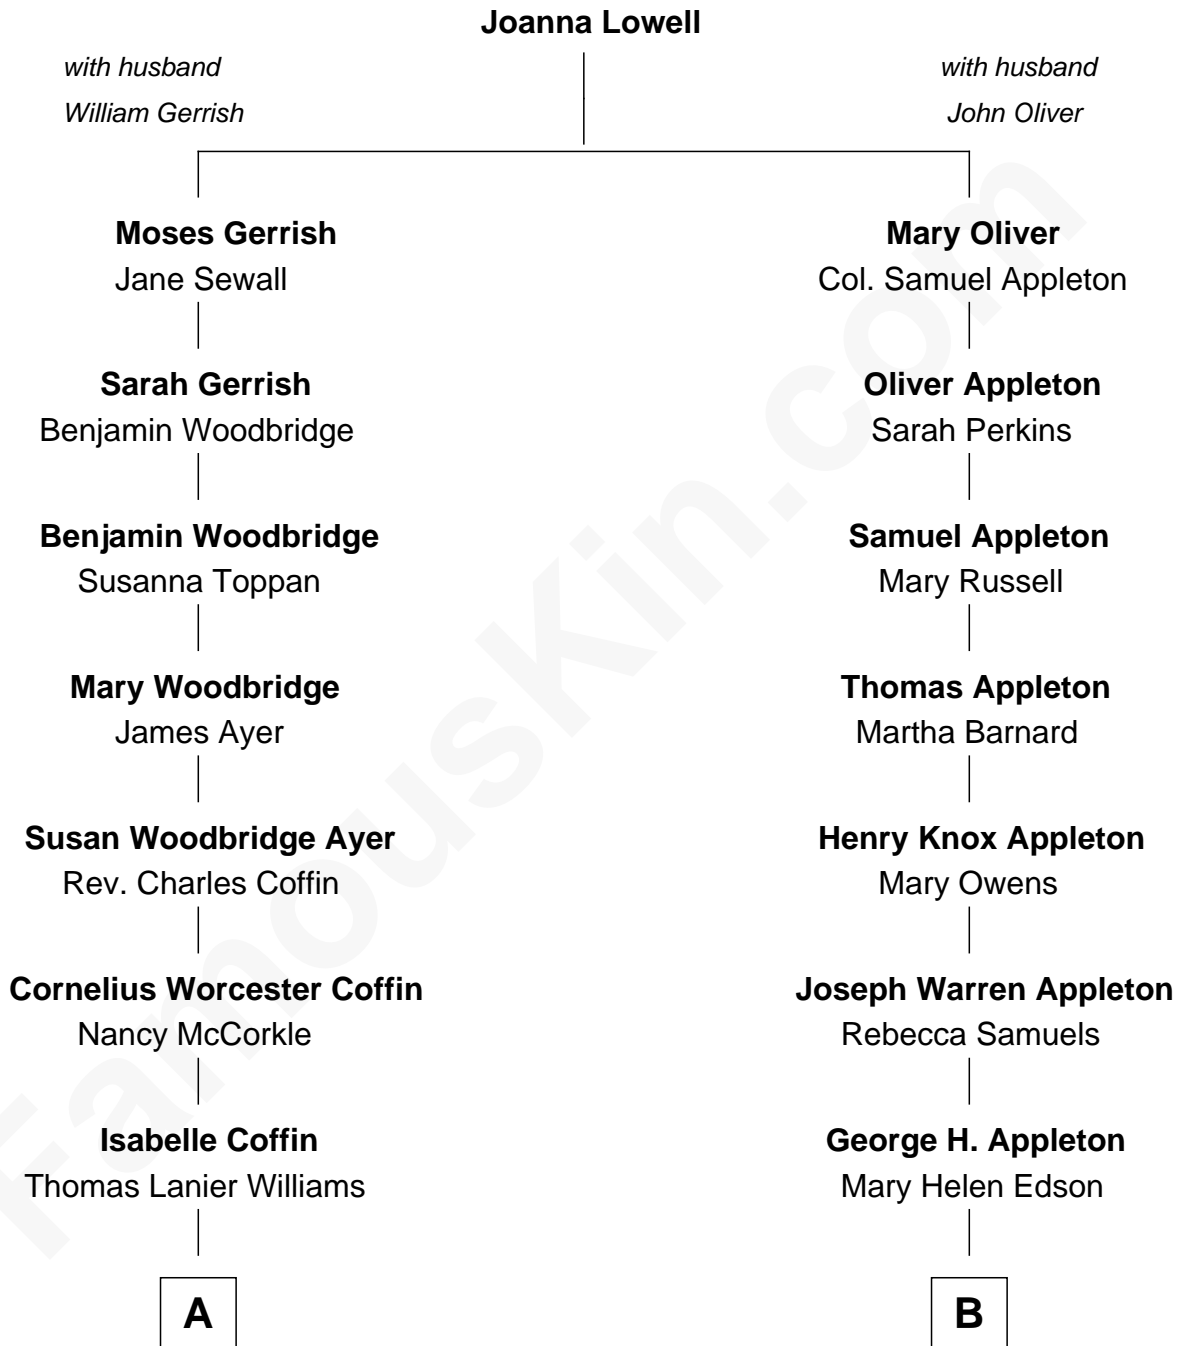 Joanna Lowell
with husband
William Gerrish
with husband
John Oliver
Moses Gerrish
Jane Sewall
Mary Oliver
Col. Samuel Appleton
Sarah Gerrish
Benjamin Woodbridge
Oliver Appleton
Sarah Perkins
Benjamin Woodbridge
Susanna Toppan
Samuel Appleton
Mary Russell
Mary Woodbridge
James Ayer
Thomas Appleton
Martha Barnard
Susan Woodbridge Ayer
Rev. Charles Coffin
Henry Knox Appleton
Mary Owens
Cornelius Worcester Coffin
Nancy McCorkle
Joseph Warren Appleton
Rebecca Samuels
Isabelle Coffin
Thomas Lanier Williams
George H. Appleton
Mary Helen Edson
A
B
FamousKin.com